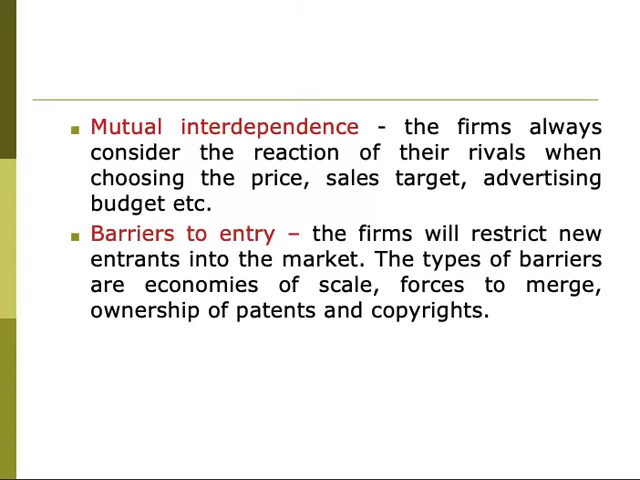 Mutual interdependence - the firms always
consider the reaction of their rivals when
choosing the price, sales target, advertising
budget etc.
Barriers to entry – the firms will restrict new
entrants into the market. The types of barriers
are economies of scale, forces to merge,
ownership of patents and copyrights.